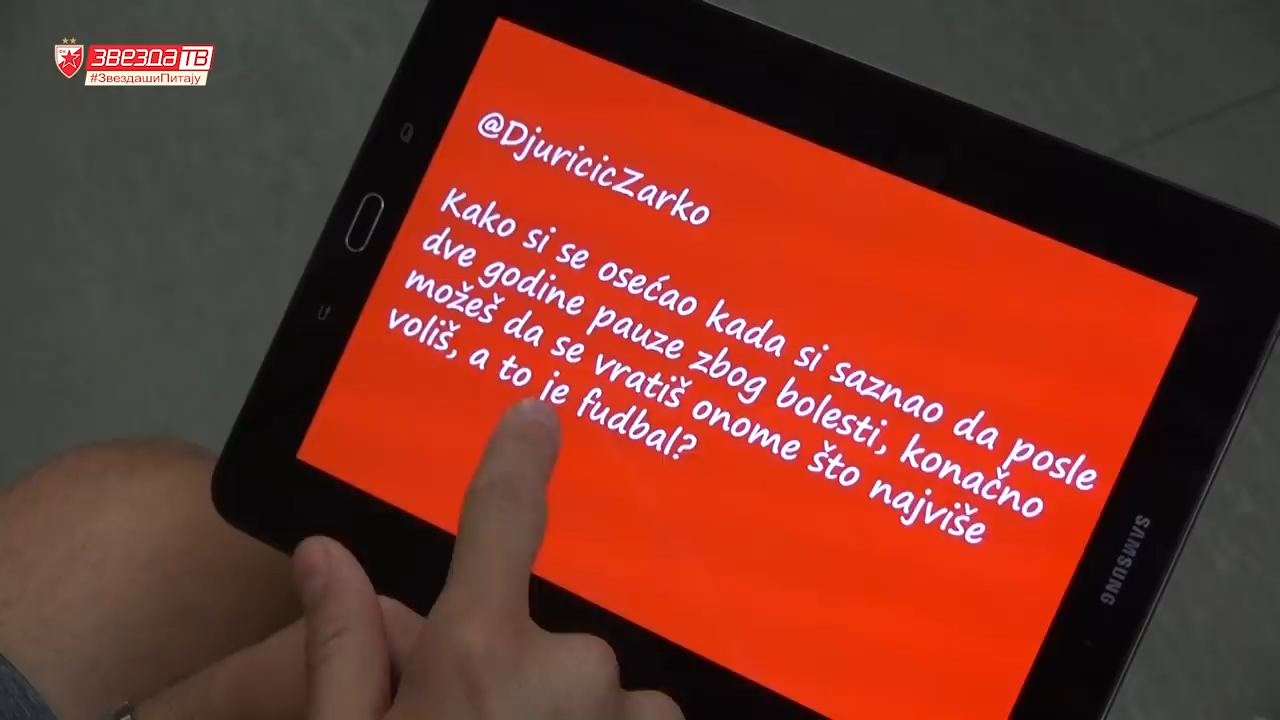 ЗВЕЗДА ТВ
#ЗвездашиПитају
@DjuricicZarko
Kako si se osećao kada si saznao da posle
dve godine pauze zbog bolesti, konačno
možeš da se vratiš onome što najviše
voliš, a to je fudbal?
SAMSUNG